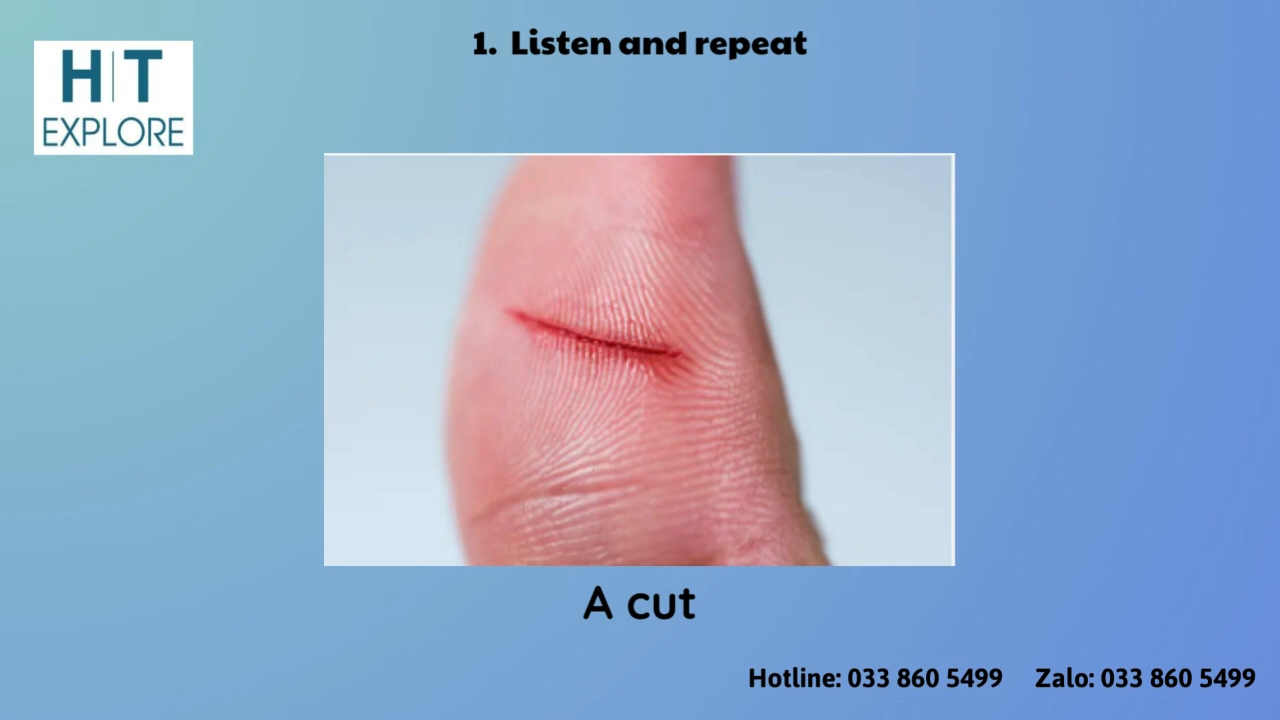 1. Listen and repeat
H|T
EXPLORE
A cut
Hotline: 033 860 5499 Zalo: 033 860 5499